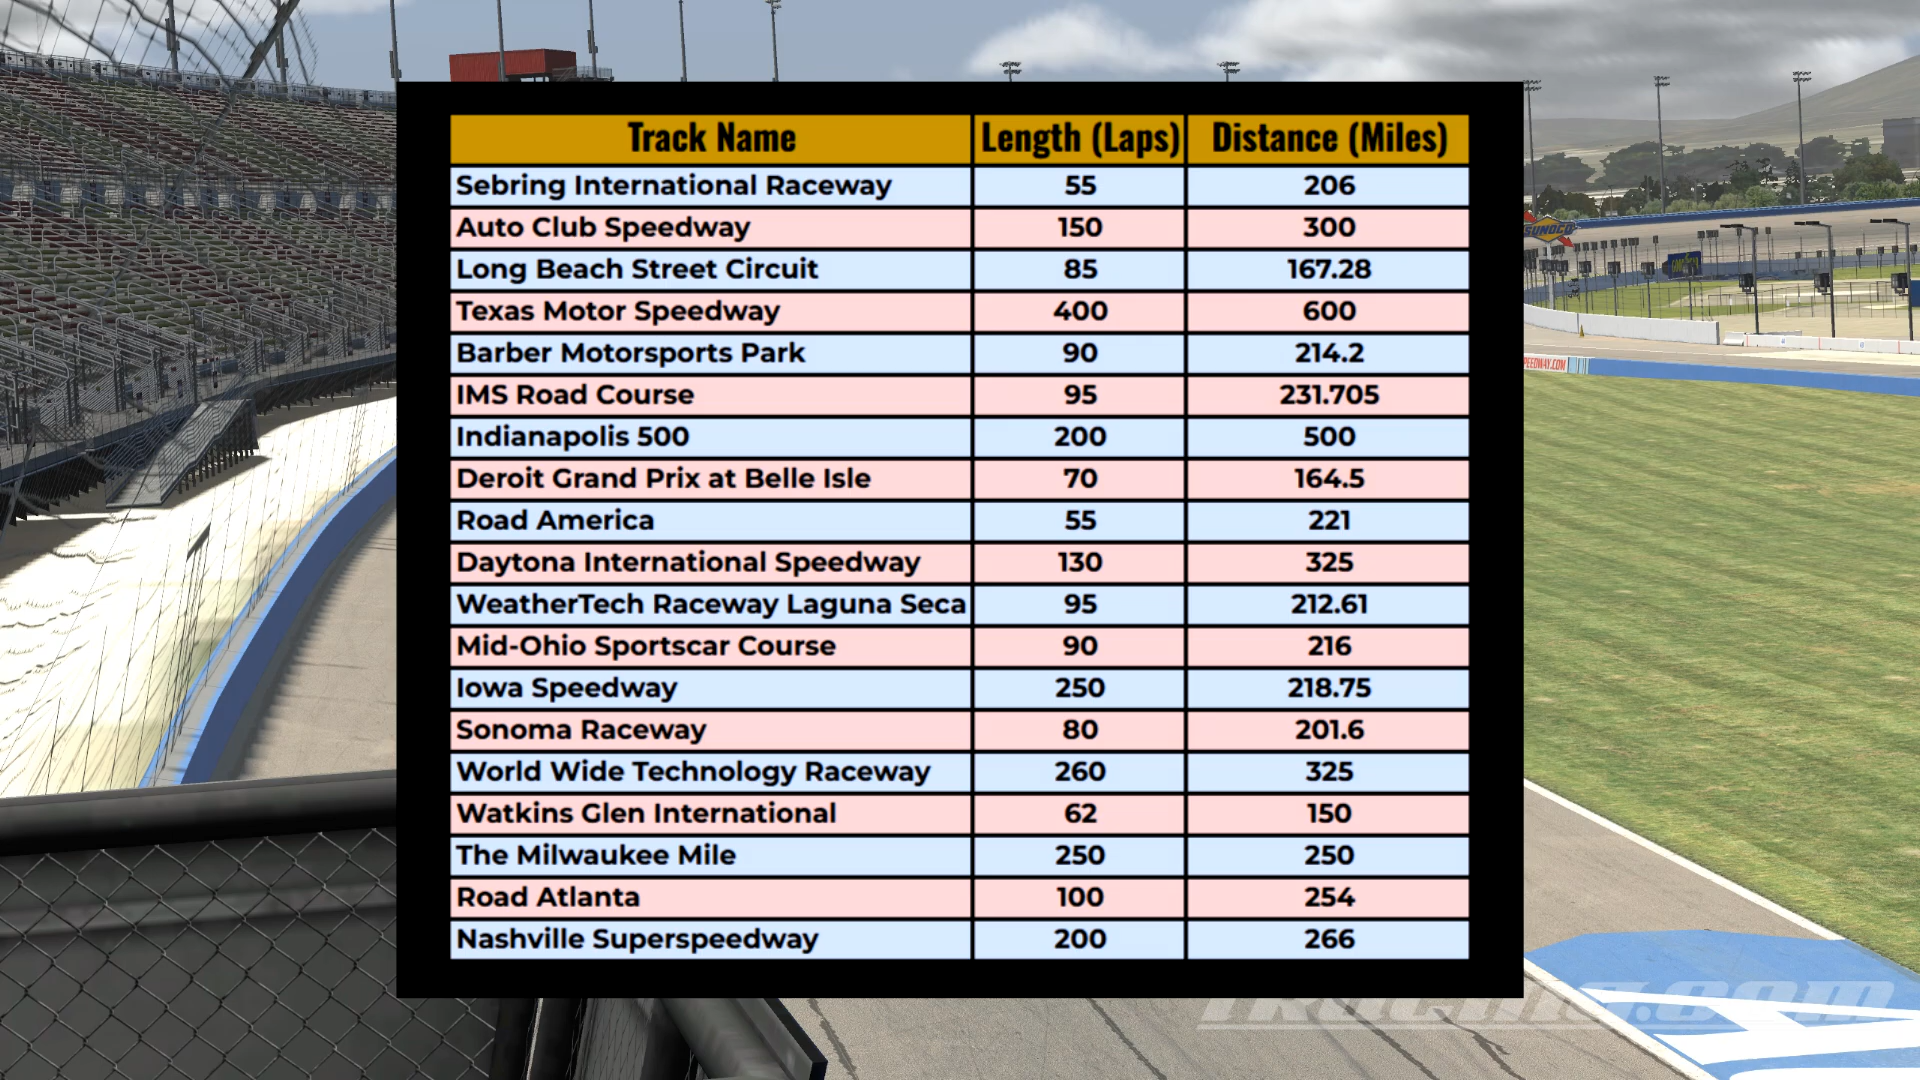 Track Name Length (Laps) Distance (Miles)
Sebring International Raceway 55 206
Auto Club Speedway 150 300
Long Beach Street Circuit 85 167.28
Texas Motor Speedway 400 600
Barber Motorsports Park 90 214.2
IMS Road Course 95 231.705
Indianapolis 500 200 500
Deroit Grand Prix at Belle Isle 70 164.5
Road America 55 221
Daytona International Speedway 130 325
WeatherTech Raceway Laguna Seca 95 212.61
Mid-Ohio Sportscar Course 90 216
Iowa Speedway 250 218.75
Sonoma Raceway 80 201.6
World Wide Technology Raceway 260 325
Watkins Glen International 62 150
The Milwaukee Mile 250 250
Road Atlanta 100 254
Nashville Superspeedway 200 266
SUNOCO
iRacing.com